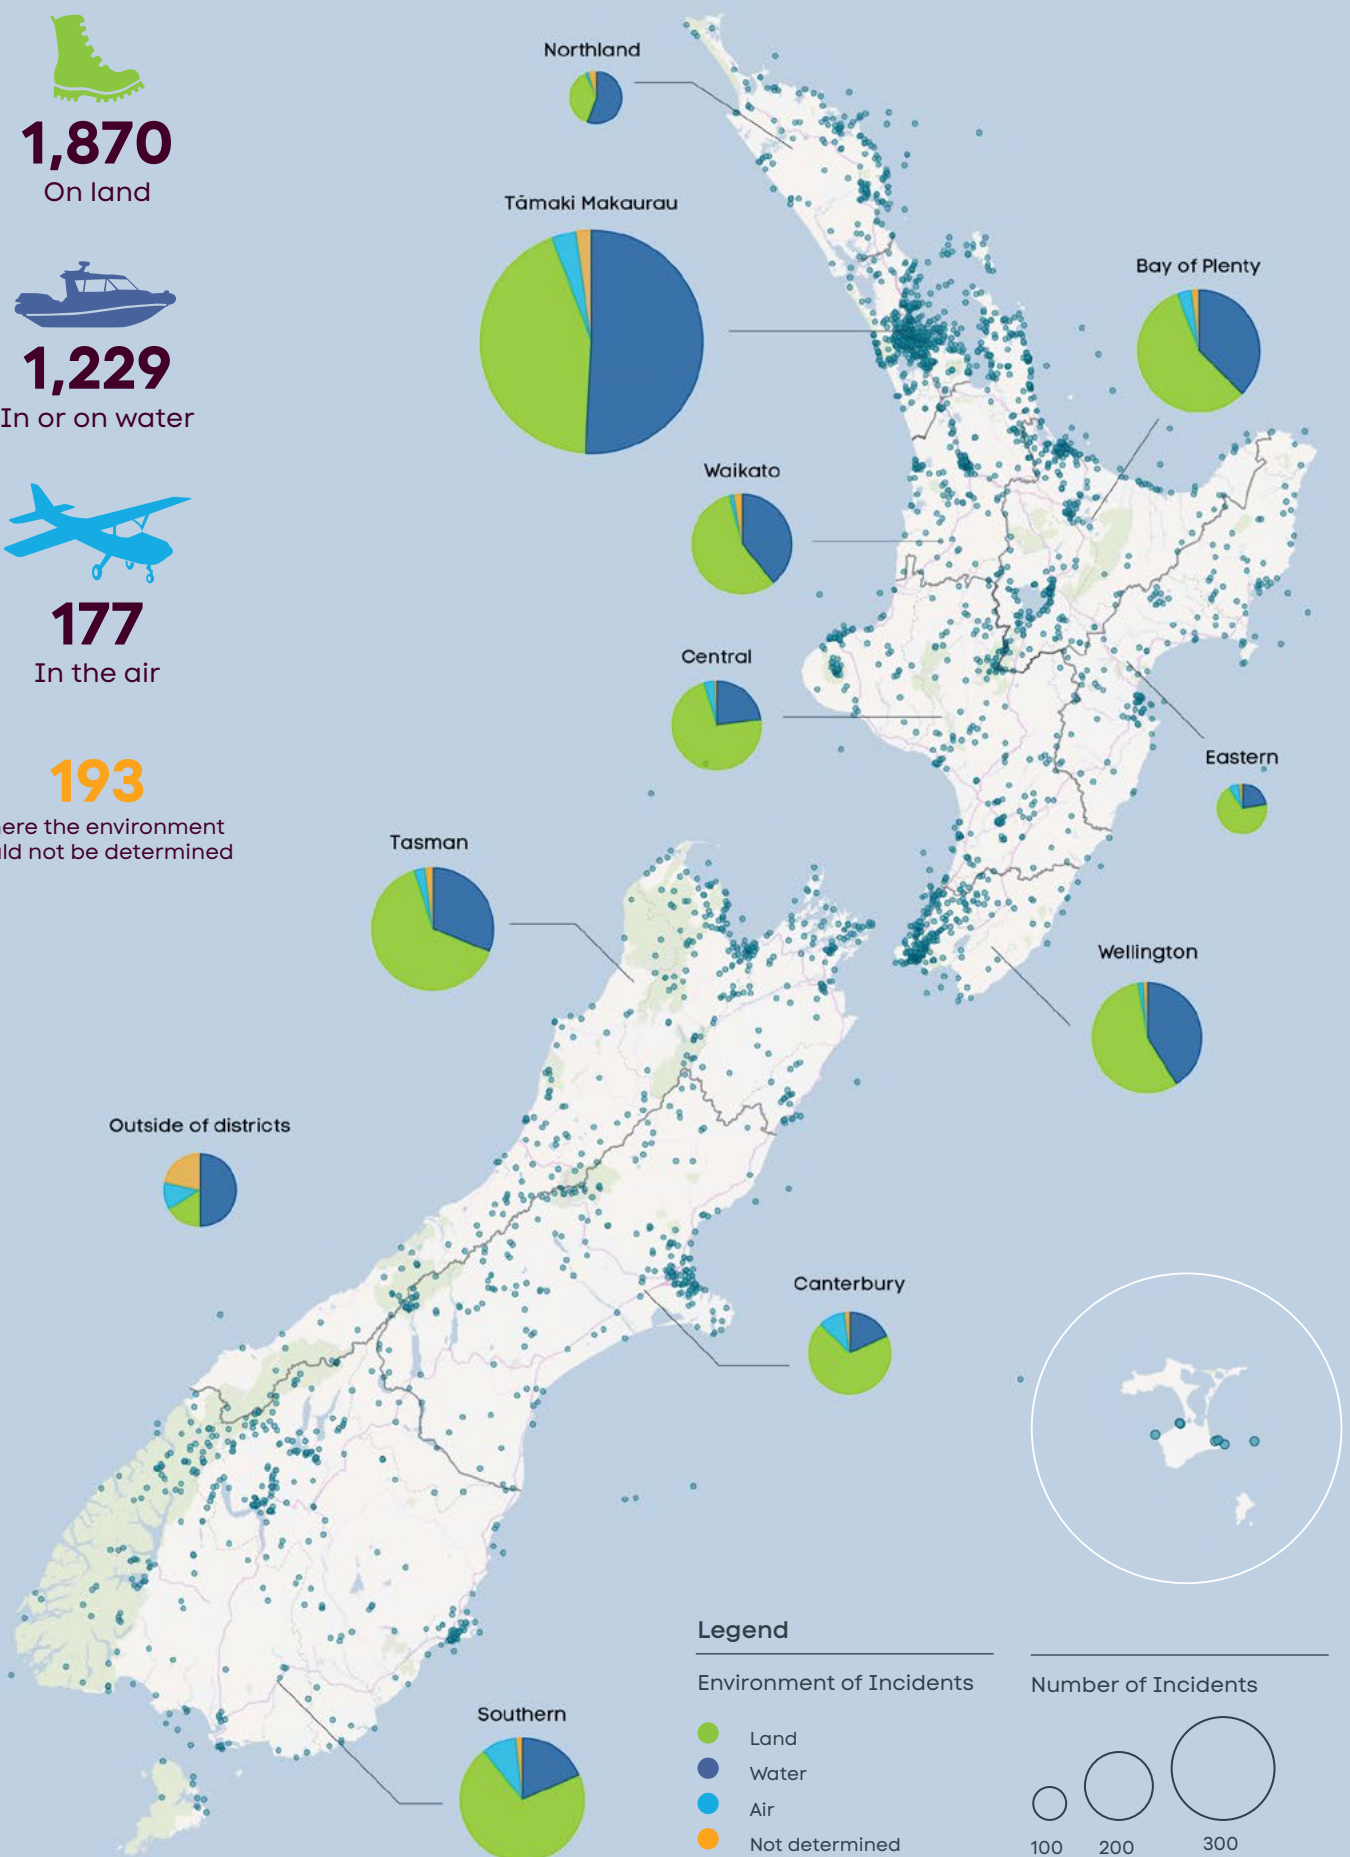 1,870
On land
1,229
In or on water
177
In the air
193
the environment
not be determined
Northland
Tāmaki Makaurau
Bay of Plenty
Waikato
Central
Eastern
Tasman
Wellington
Outside of districts
Canterbury
Southern
Legend
Environment of Incidents
Land
Water
Air
Not determined
Number of Incidents
100
200
300